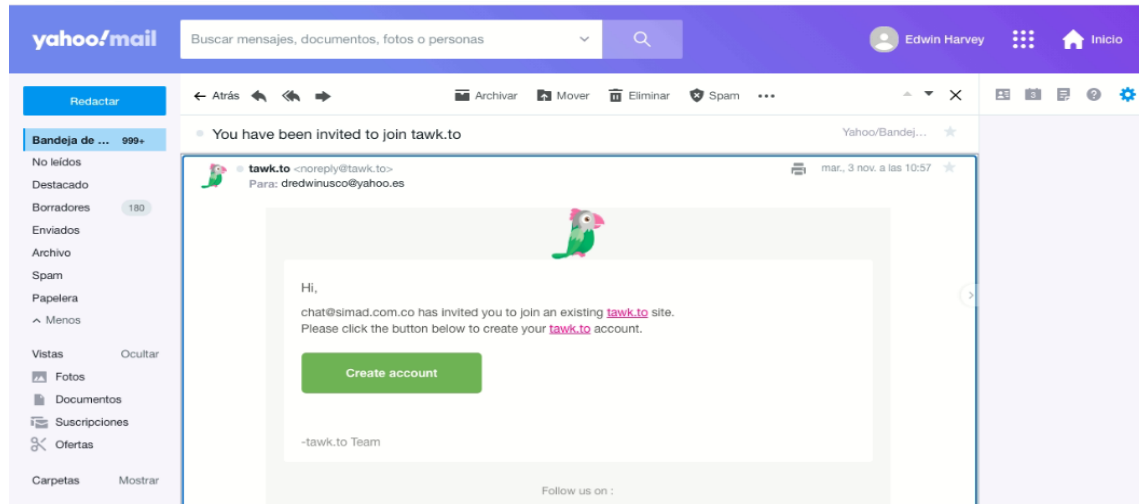 yahoo!mail
Buscar mensajes, documentos, fotos o personas
Edwin Harvey
Inicio
Redactar
Atrás
Archivar
Mover
Eliminar
Spam
Bandeja de ... 999+
No leídos
Destacado
Borradores 180
Enviados
Archivo
Spam
Papelera
Menos
Vistas Ocultar
Fotos
Documentos
Suscripciones
Ofertas
Carpetas Mostrar
You have been invited to join tawk.to
Yahoo/Bandej...
tawk.to <noreply@tawk.to>
mar., 3 nov. a las 10:57
Para: dredwinusco@yahoo.es
Hi,
chat@simad.com.co has invited you to join an existing tawk.to site.
Please click the button below to create your tawk.to account.
Create account
-tawk.to Team
Follow us on :